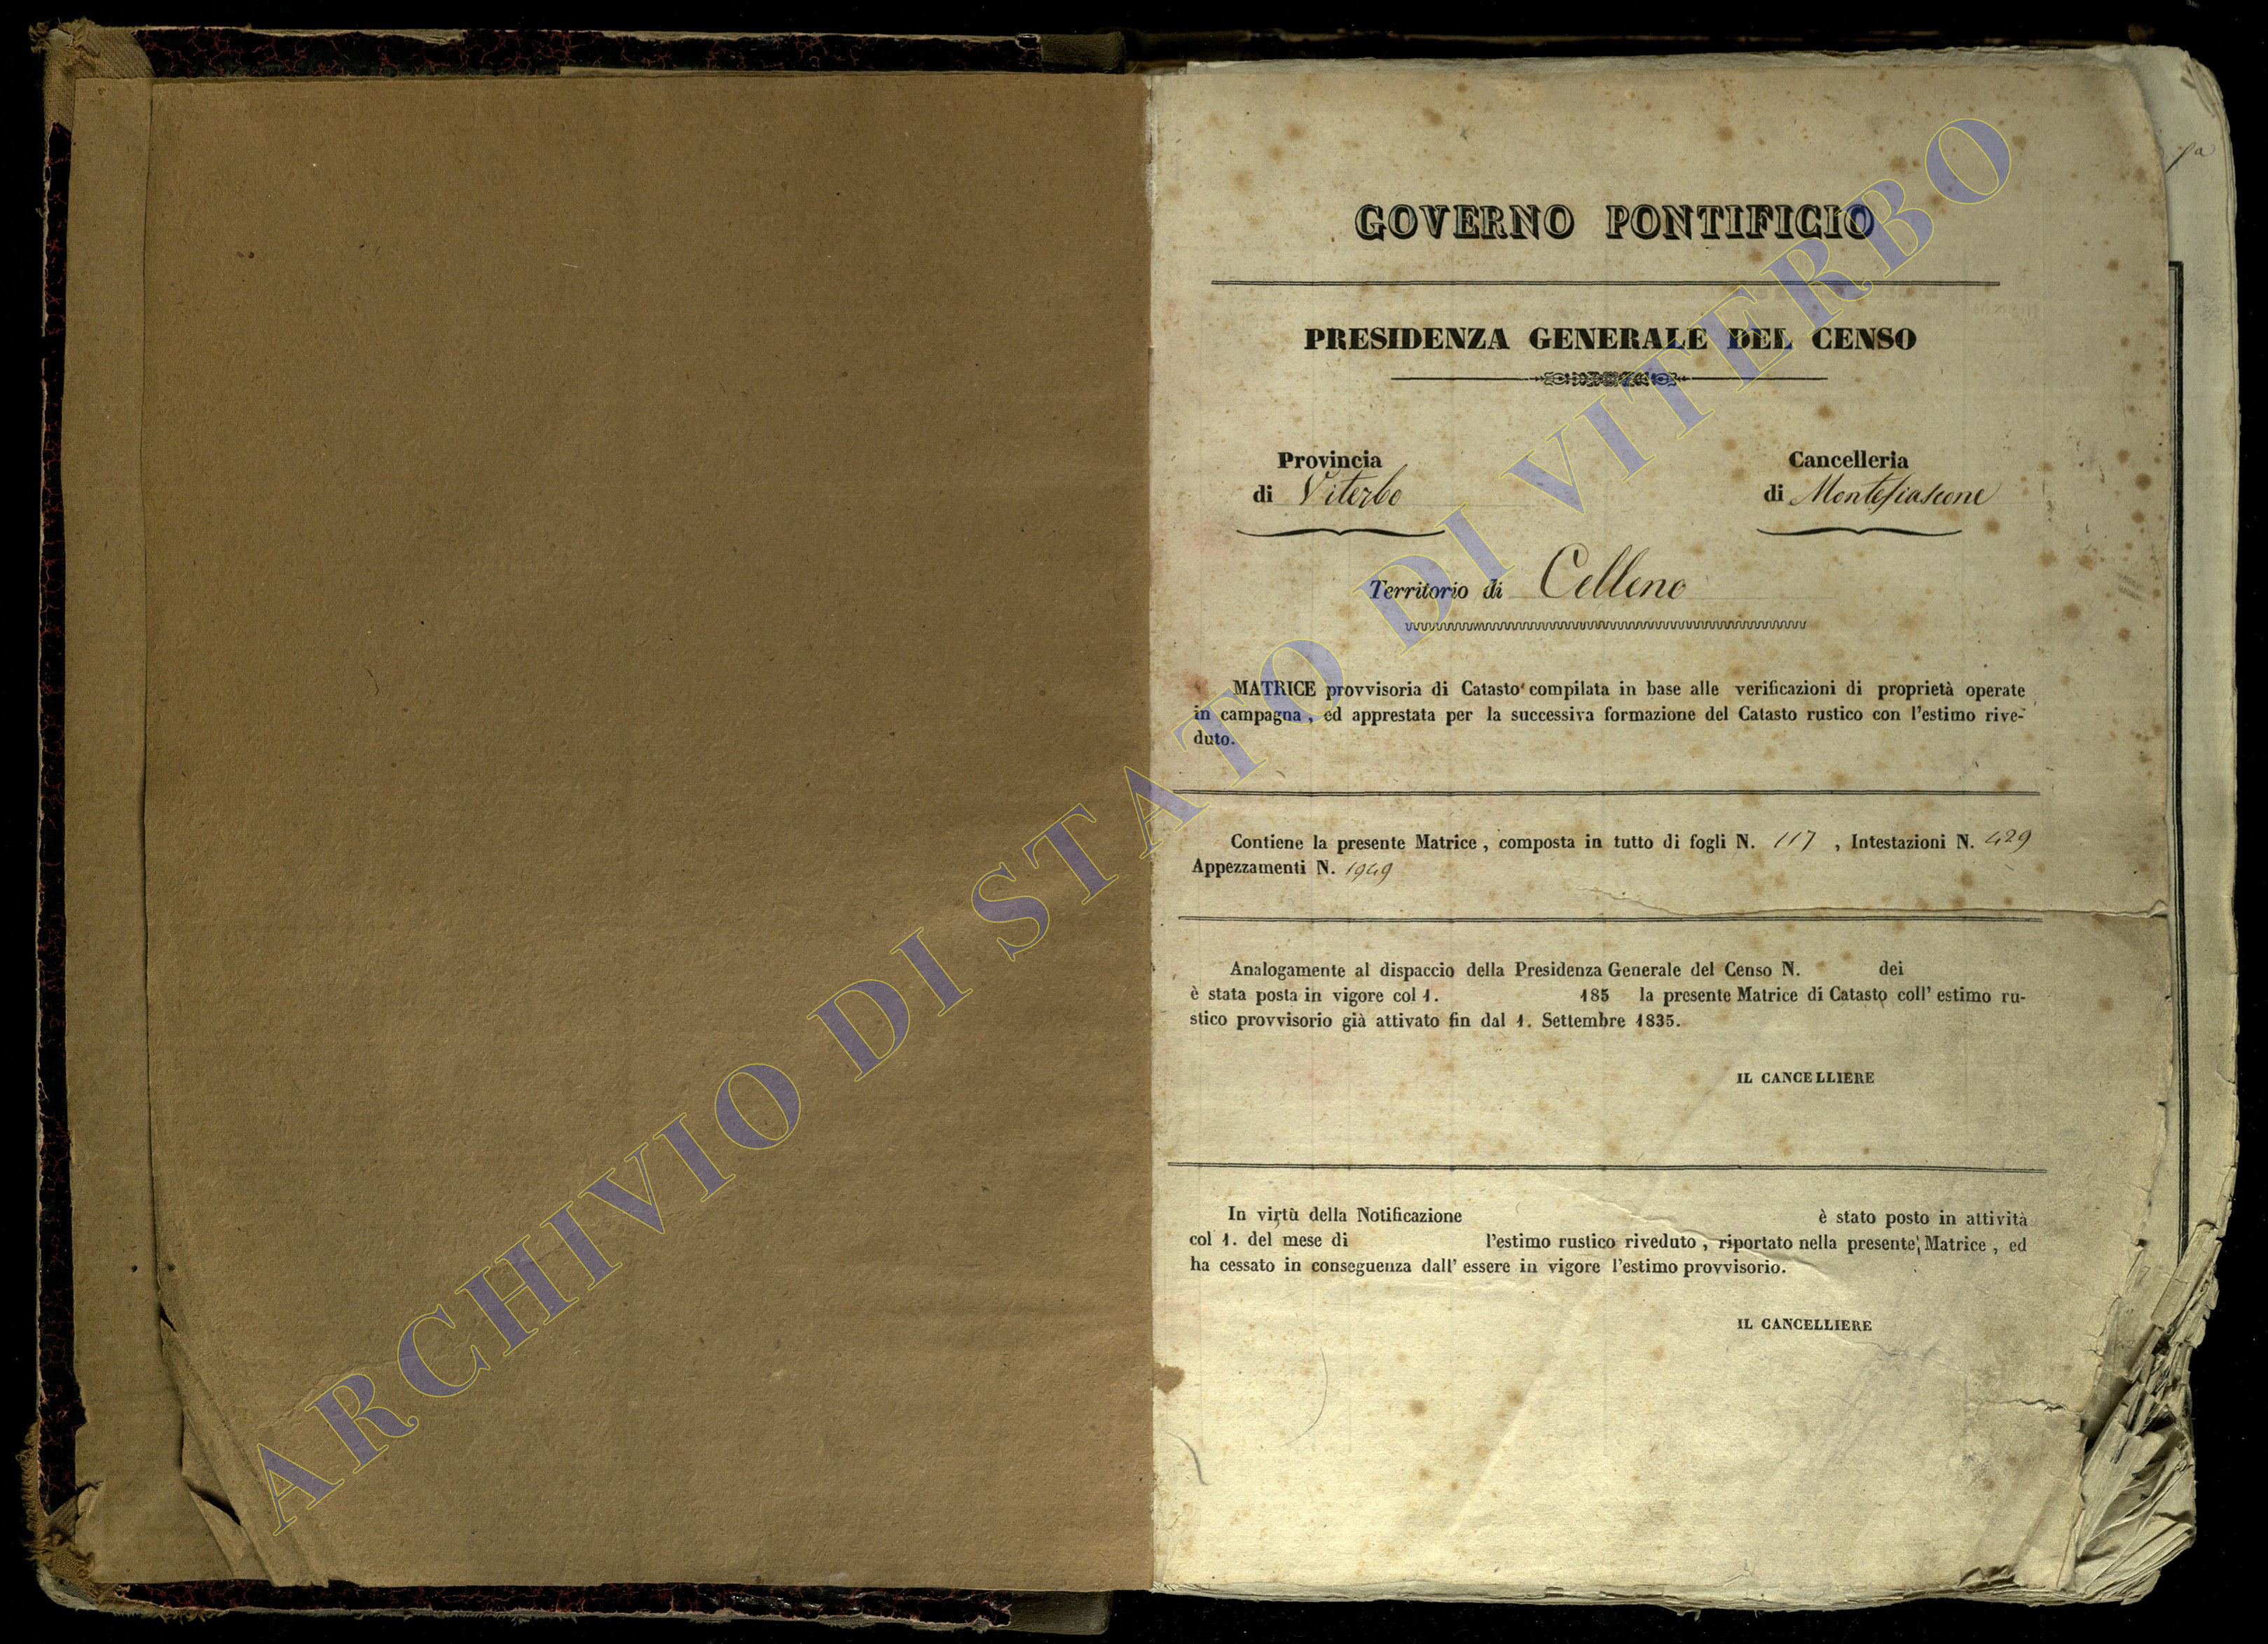 GOVERNO PONTIFICIO
PRESIDENZA GENERALE DEL CENSO
Provincia
di Viterbo
Cancelleria
di Montefiascone
Territorio di Celleno
MATRICE provvisoria di Catasto compilata in base alle verificazioni di proprietà operate
in campagna, ed apprestata per la successiva formazione del Catasto rustico con l'estimo rive-
duto.
Contiene la presente Matrice, composta in tutto di fogli N. 117, Intestazioni N. 429
Appezzamenti N. 1949
Analogamente al dispaccio della Presidenza Generale del Censo N. dei
è stata posta in vigore col 1. 185 la presente Matrice di Catasto coll' estimo ru-
stico provvisorio già attivato fin dal 1. Settembre 1835.
IL CANCELLIERE
In virtù della Notificazione è stato posto in attività
col 1. del mese di l'estimo rustico riveduto, riportato nella presente Matrice, ed
ha cessato in conseguenza dall' essere in vigore l'estimo provvisorio.
IL CANCELLIERE
ARCHIVIO DI STATO DI VITERBO